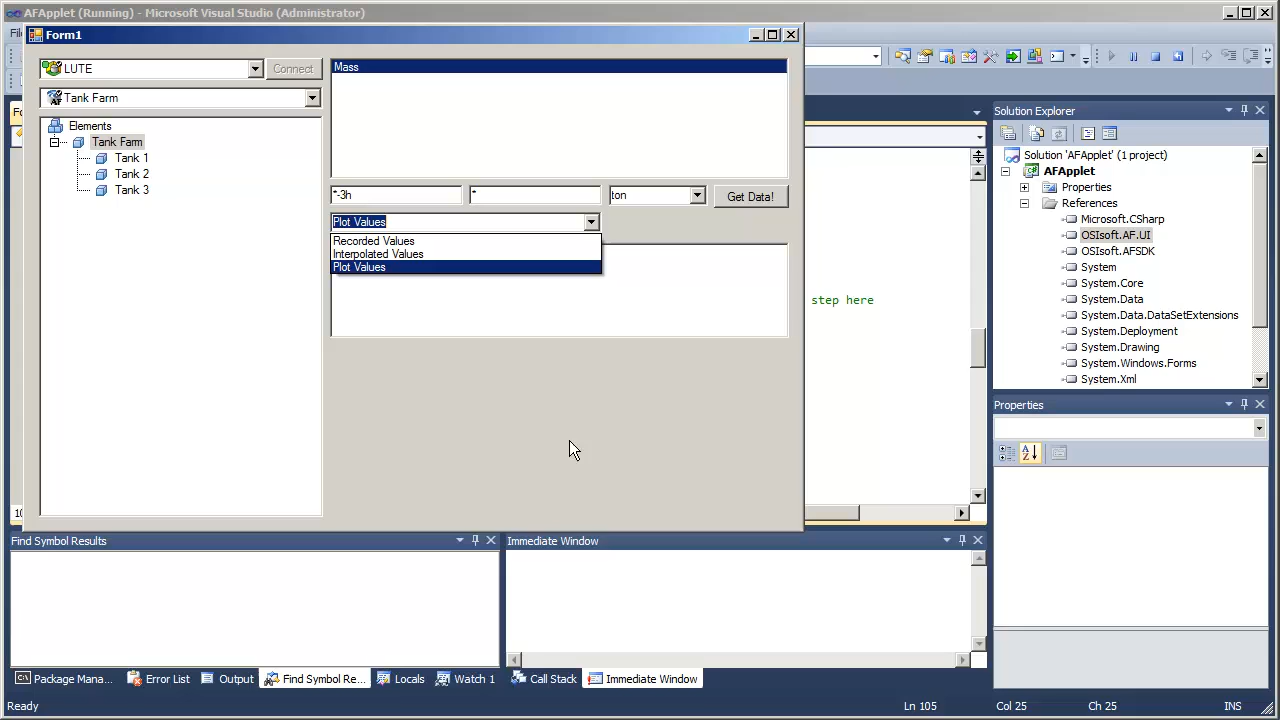 AFApplet (Running) - Microsoft Visual Studio (Administrator)
Form1
LUTE
Connect
Tank Farm
Elements
Tank Farm
Tank 1
Tank 2
Tank 3
Mass
*-3h
*
ton
Get Data!
Plot Values
Recorded Values
Interpolated Values
Plot Values
step here
Solution Explorer
Solution 'AFApplet' (1 project)
AFApplet
Properties
References
Microsoft.CSharp
OSIsoft.AF.UI
OSIsoft.AFSDK
System
System.Core
System.Data
System.Data.DataSetExtensions
System.Deployment
System.Drawing
System.Windows.Forms
System.Xml
Properties
Find Symbol Results
Immediate Window
Package Mana...
Error List
Output
Find Symbol Re...
Locals
Watch 1
Call Stack
Immediate Window
Ready
Ln 105
Col 25
Ch 25
INS